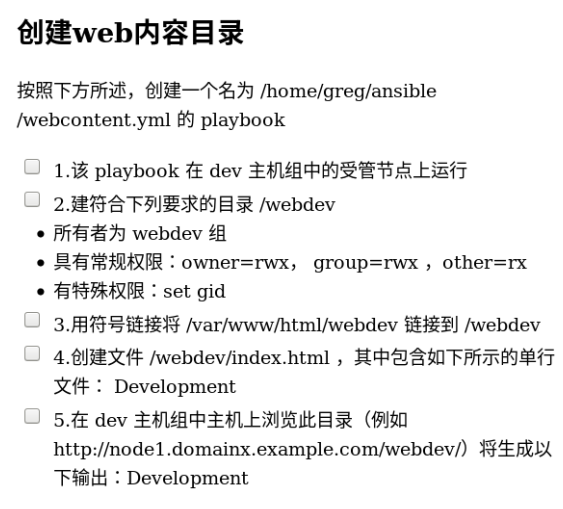 创建web内容目录
按照下方所述，创建一个名为 /home/greg/ansible
/webcontent.yml 的 playbook
1.该 playbook 在 dev 主机组中的受管节点上运行
2.建符合下列要求的目录 /webdev
• 所有者为 webdev 组
• 具有常规权限：owner=rwx， group=rwx ，other=rx
• 有特殊权限：set gid
3.用符号链接将 /var/www/html/webdev 链接到 /webdev
4.创建文件 /webdev/index.html ，其中包含如下所示的单行
文件： Development
5.在 dev 主机组中主机上浏览此目录（例如
http://node1.domainx.example.com/webdev/）将生成以
下输出：Development